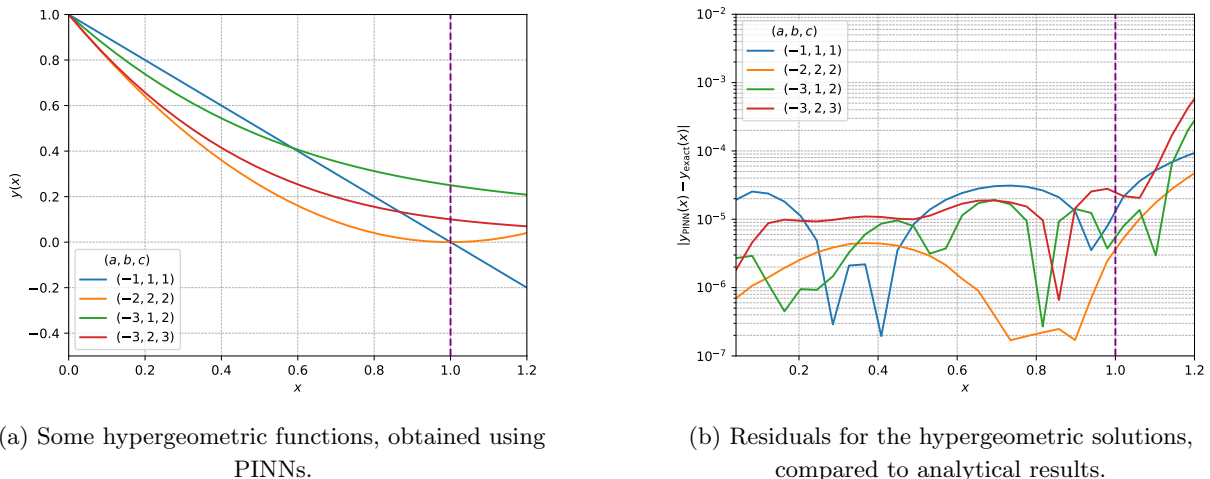 1.0
0.8
0.6
0.4
0.2
0.0
−0.2
−0.4
y(x)
(a, b, c)
(−1, 1, 1)
(−2, 2, 2)
(−3, 1, 2)
(−3, 2, 3)
0.0 0.2 0.4 0.6 0.8 1.0 1.2
x
(a) Some hypergeometric functions, obtained using
PINNs.
10⁻²
10⁻³
10⁻⁴
10⁻⁵
10⁻⁶
10⁻⁷
|y_PINN(x) − y_exact(x)|
(a, b, c)
(−1, 1, 1)
(−2, 2, 2)
(−3, 1, 2)
(−3, 2, 3)
0.2 0.4 0.6 0.8 1.0 1.2
x
(b) Residuals for the hypergeometric solutions,
compared to analytical results.